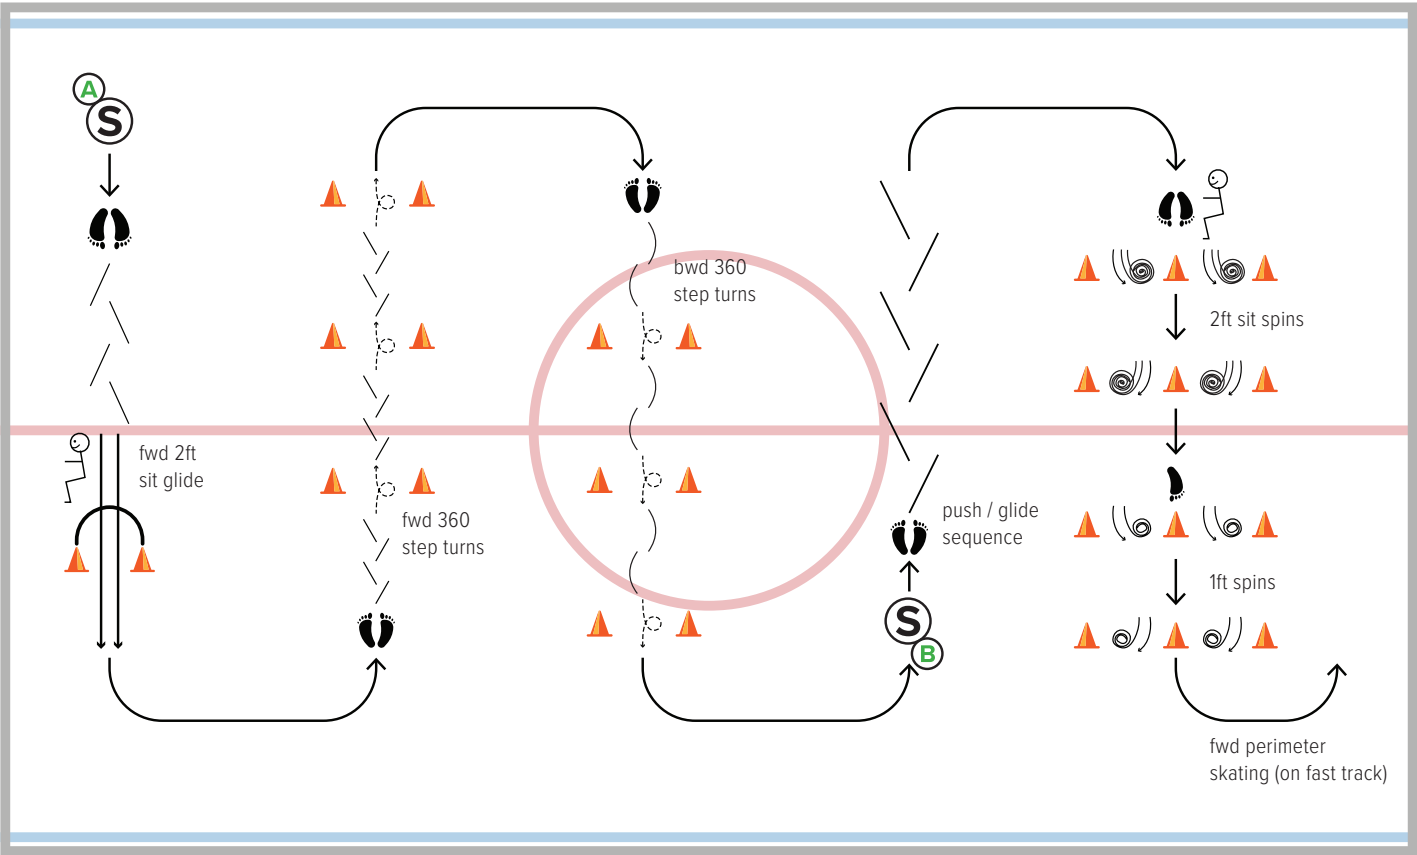 A
S
fwd 2ft
sit glide
fwd 360
step turns
bwd 360
step turns
push / glide
sequence
S
B
2ft sit spins
1ft spins
fwd perimeter
skating (on fast track)